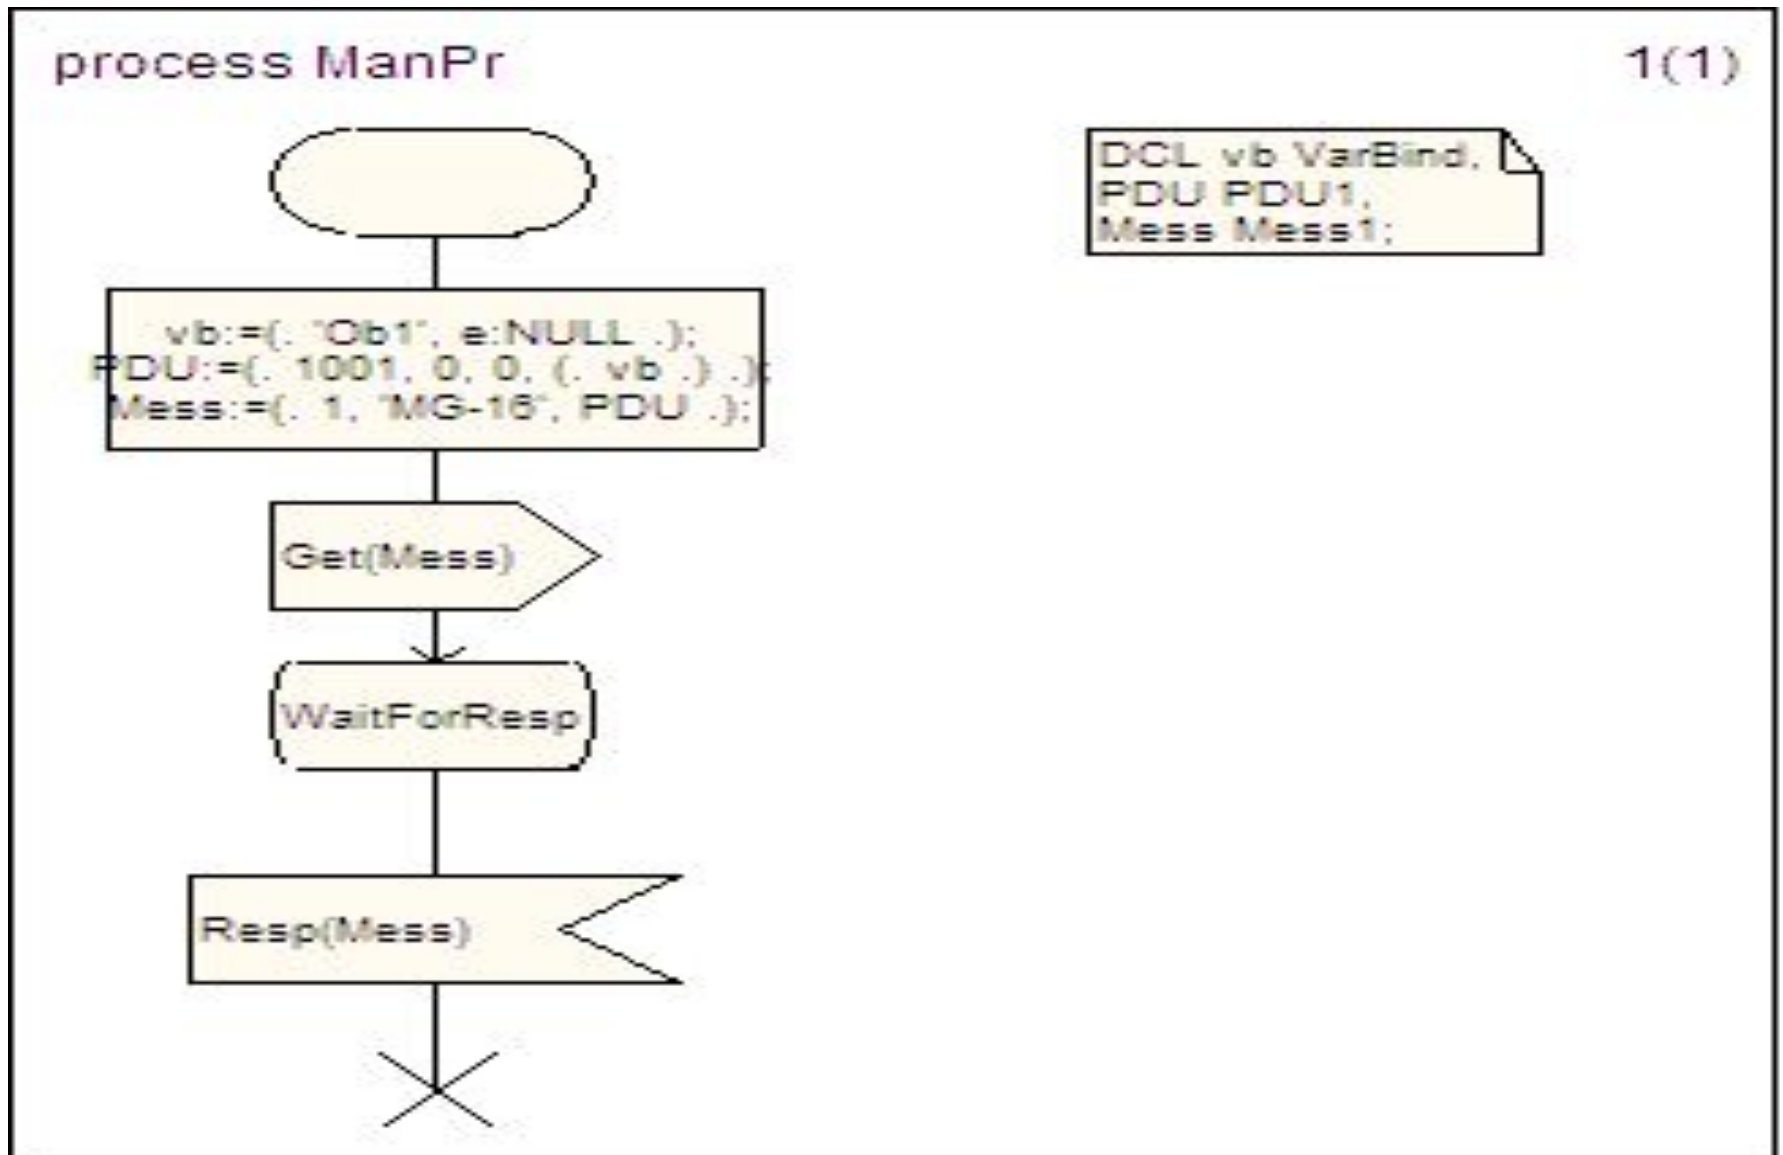 process ManPr
1(1)
DCL vb VarBind,
PDU PDU1,
Mess Mess1;
vb:=(. 'Ob1', e:NULL .);
PDU:=(. 1001, 0, 0, (. vb .) .);
Mess:=(. 1, 'MG-16', PDU .);
Get(Mess)
WaitForResp
Resp(Mess)